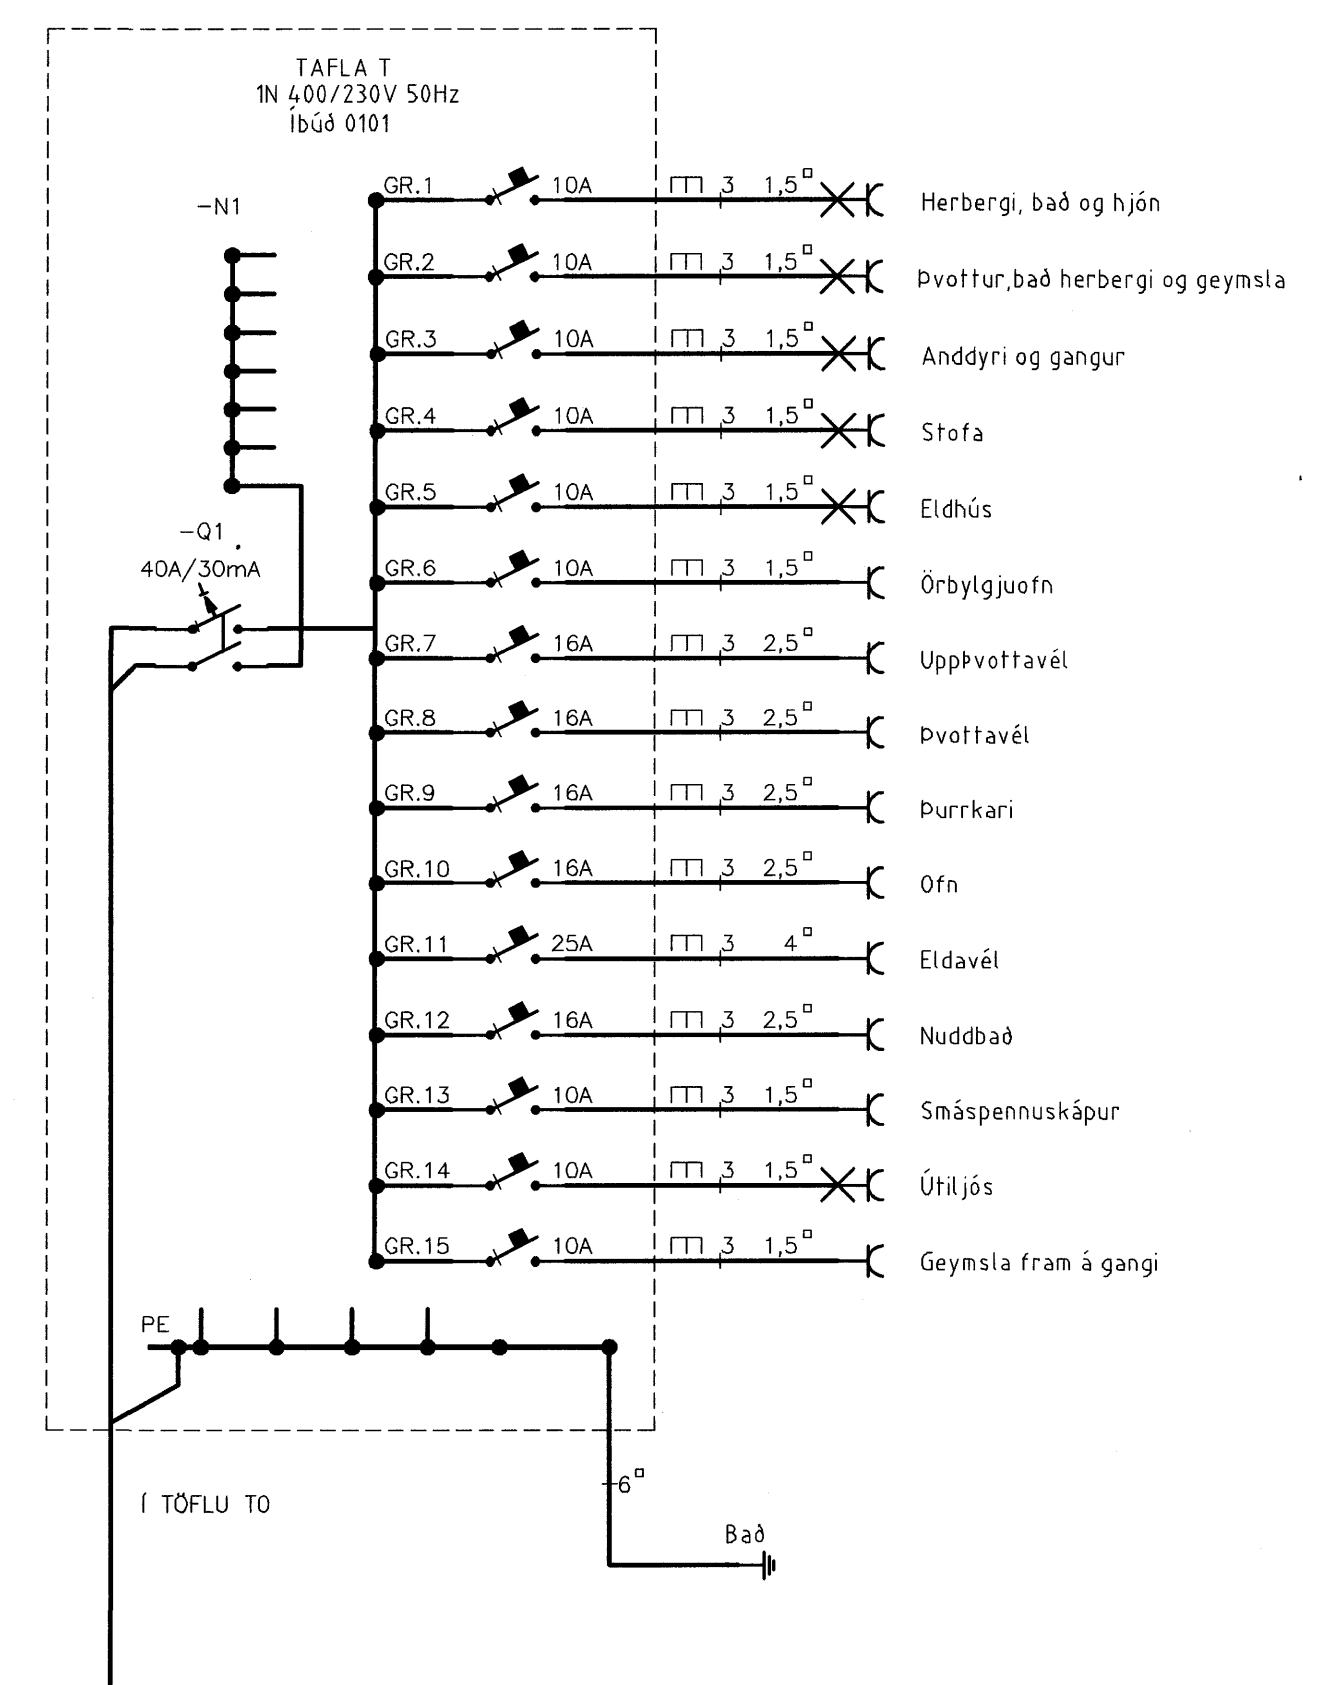 TAFLA T
1N 400/230V 50Hz
Íbúð 0101
-N1
-Q1
40A/30mA
GR.1 10A 3 1,5□ Herbergi, bað og hjón
GR.2 10A 3 1,5□ Þvottur,bað herbergi og geymsla
GR.3 10A 3 1,5□ Anddyri og gangur
GR.4 10A 3 1,5□ Stofa
GR.5 10A 3 1,5□ Eldhús
GR.6 10A 3 1,5□ Örbylgjuofn
GR.7 16A 3 2,5□ Uppþvottavél
GR.8 16A 3 2,5□ Þvottavél
GR.9 16A 3 2,5□ Þurrkari
GR.10 16A 3 2,5□ Ofn
GR.11 25A 3 4□ Eldavél
GR.12 16A 3 2,5□ Nuddbað
GR.13 10A 3 1,5□ Smáspennuskápur
GR.14 10A 3 1,5□ Útiljós
GR.15 10A 3 1,5□ Geymsla fram á gangi
PE
6□
Í TÖFLU TO
Bað